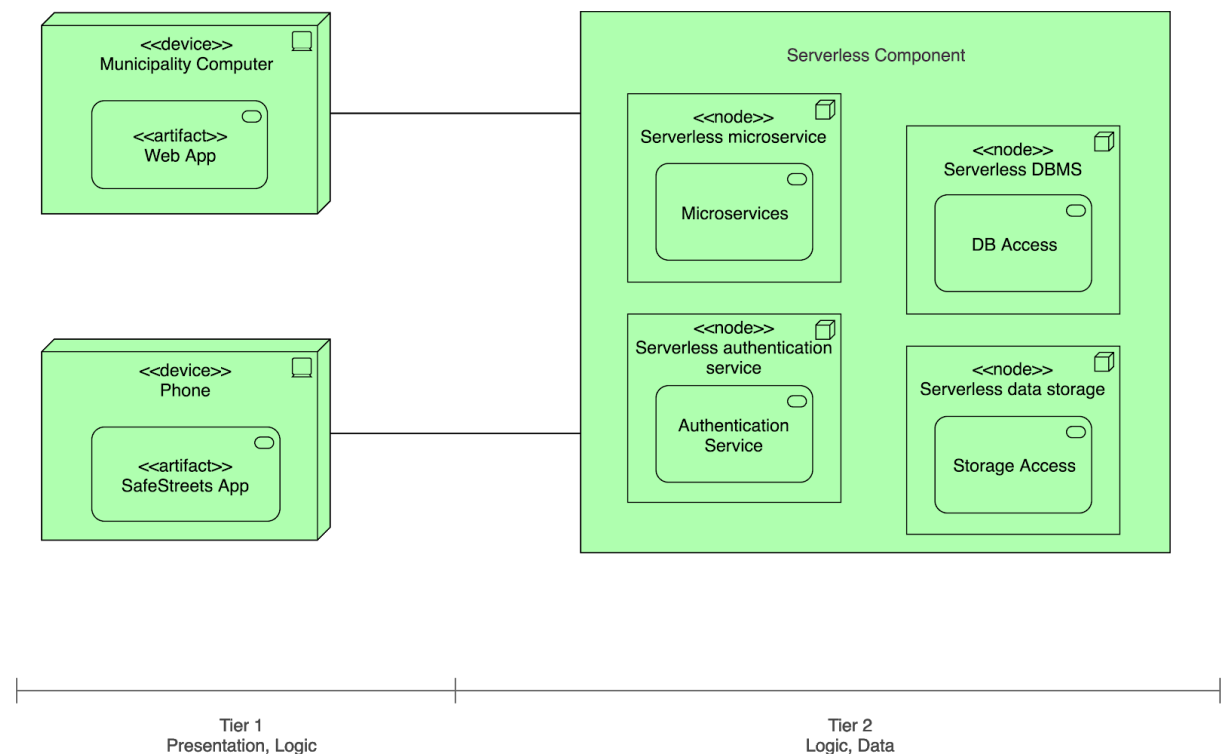 <<device>>
Municipality Computer
<<artifact>>
Web App
<<device>>
Phone
<<artifact>>
SafeStreets App
Serverless Component
<<node>>
Serverless microservice
Microservices
<<node>>
Serverless authentication
service
Authentication
Service
<<node>>
Serverless DBMS
DB Access
<<node>>
Serverless data storage
Storage Access
Tier 1
Presentation, Logic
Tier 2
Logic, Data